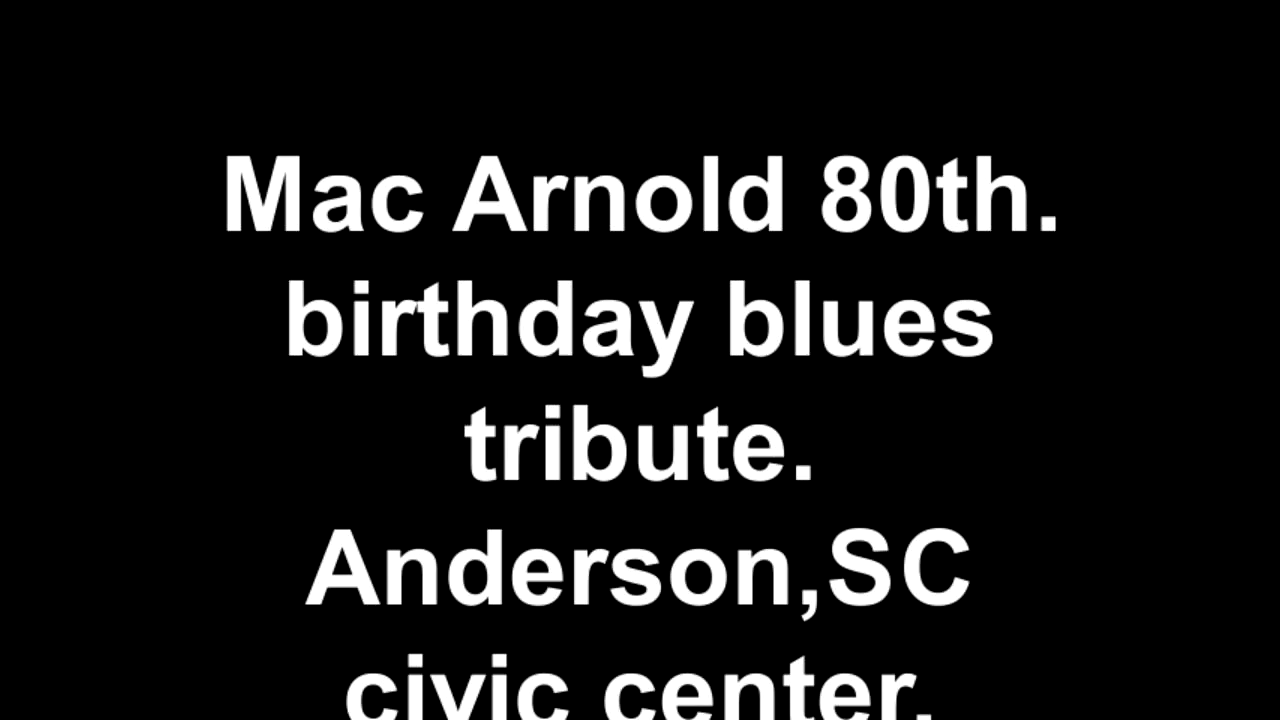 Mac Arnold 80th.
birthday blues
tribute.
Anderson,SC
civic center.